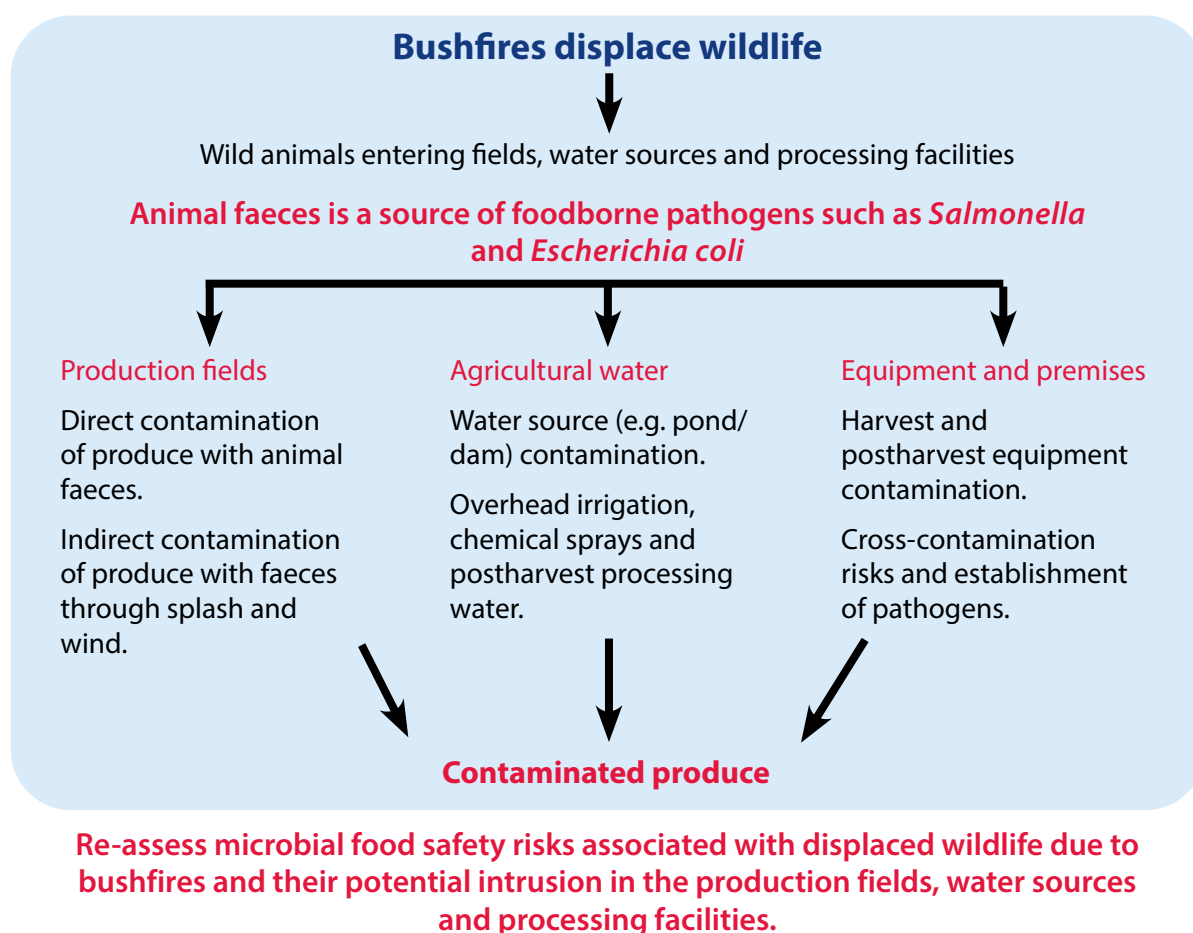 Bushfires displace wildlife
Wild animals entering fields, water sources and processing facilities
Animal faeces is a source of foodborne pathogens such as Salmonella
and Escherichia coli
Production fields
Direct contamination
of produce with animal
faeces.
Indirect contamination
of produce with faeces
through splash and
wind.
Agricultural water
Water source (e.g. pond/
dam) contamination.
Overhead irrigation,
chemical sprays and
postharvest processing
water.
Equipment and premises
Harvest and
postharvest equipment
contamination.
Cross-contamination
risks and establishment
of pathogens.
Contaminated produce
Re-assess microbial food safety risks associated with displaced wildlife due to
bushfires and their potential intrusion in the production fields, water sources
and processing facilities.